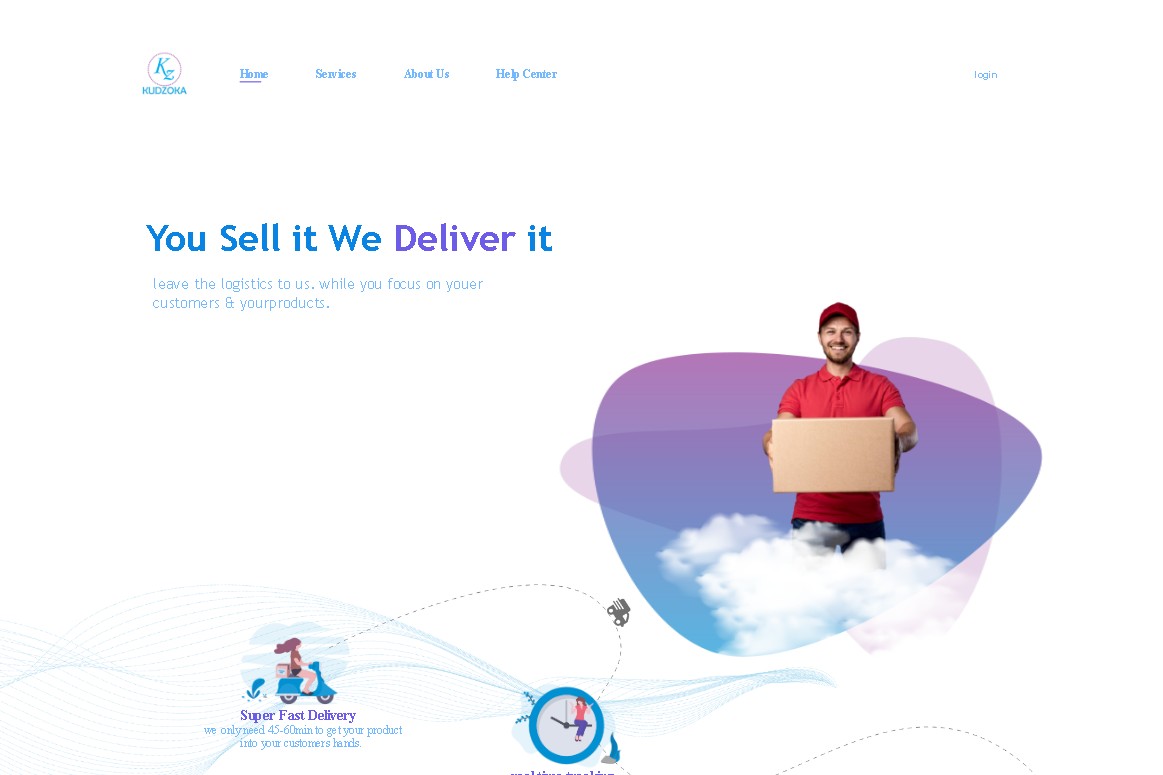 Kz
KUDZOKA
Home
Services
About Us
Help Center
login
You Sell it We Deliver it
leave the logistics to us. while you focus on youer
customers & yourproducts.
Super Fast Delivery
we only need 45-60min to get your product
into your customers hands.